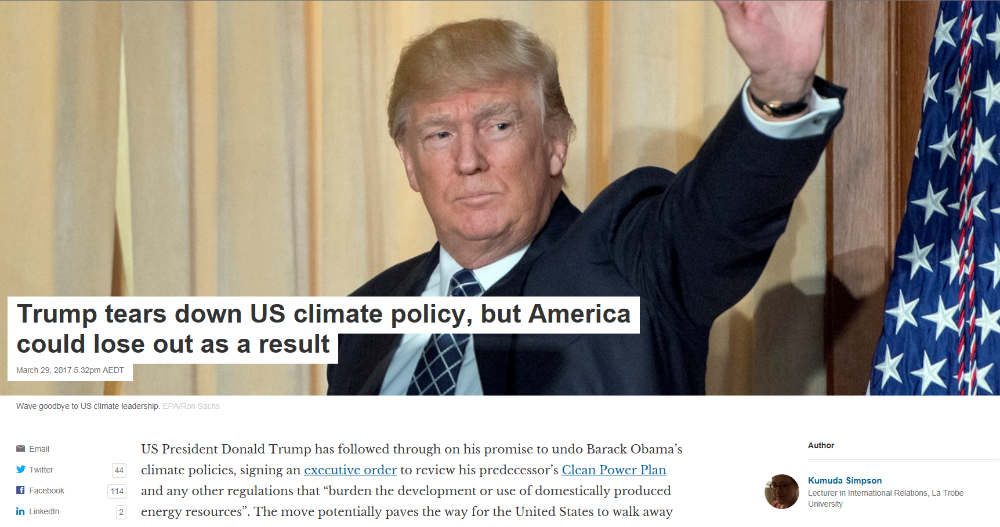 Trump tears down US climate policy, but America
could lose out as a result
March 29, 2017 5.32pm AEDT
Wave goodbye to US climate leadership. EPA/Ron Sachs
Email
Twitter 44
Facebook 114
LinkedIn 2
US President Donald Trump has followed through on his promise to undo Barack Obama’s
climate policies, signing an executive order to review his predecessor’s Clean Power Plan
and any other regulations that “burden the development or use of domestically produced
energy resources”. The move potentially paves the way for the United States to walk away
Author
Kumuda Simpson
Lecturer in International Relations, La Trobe
University